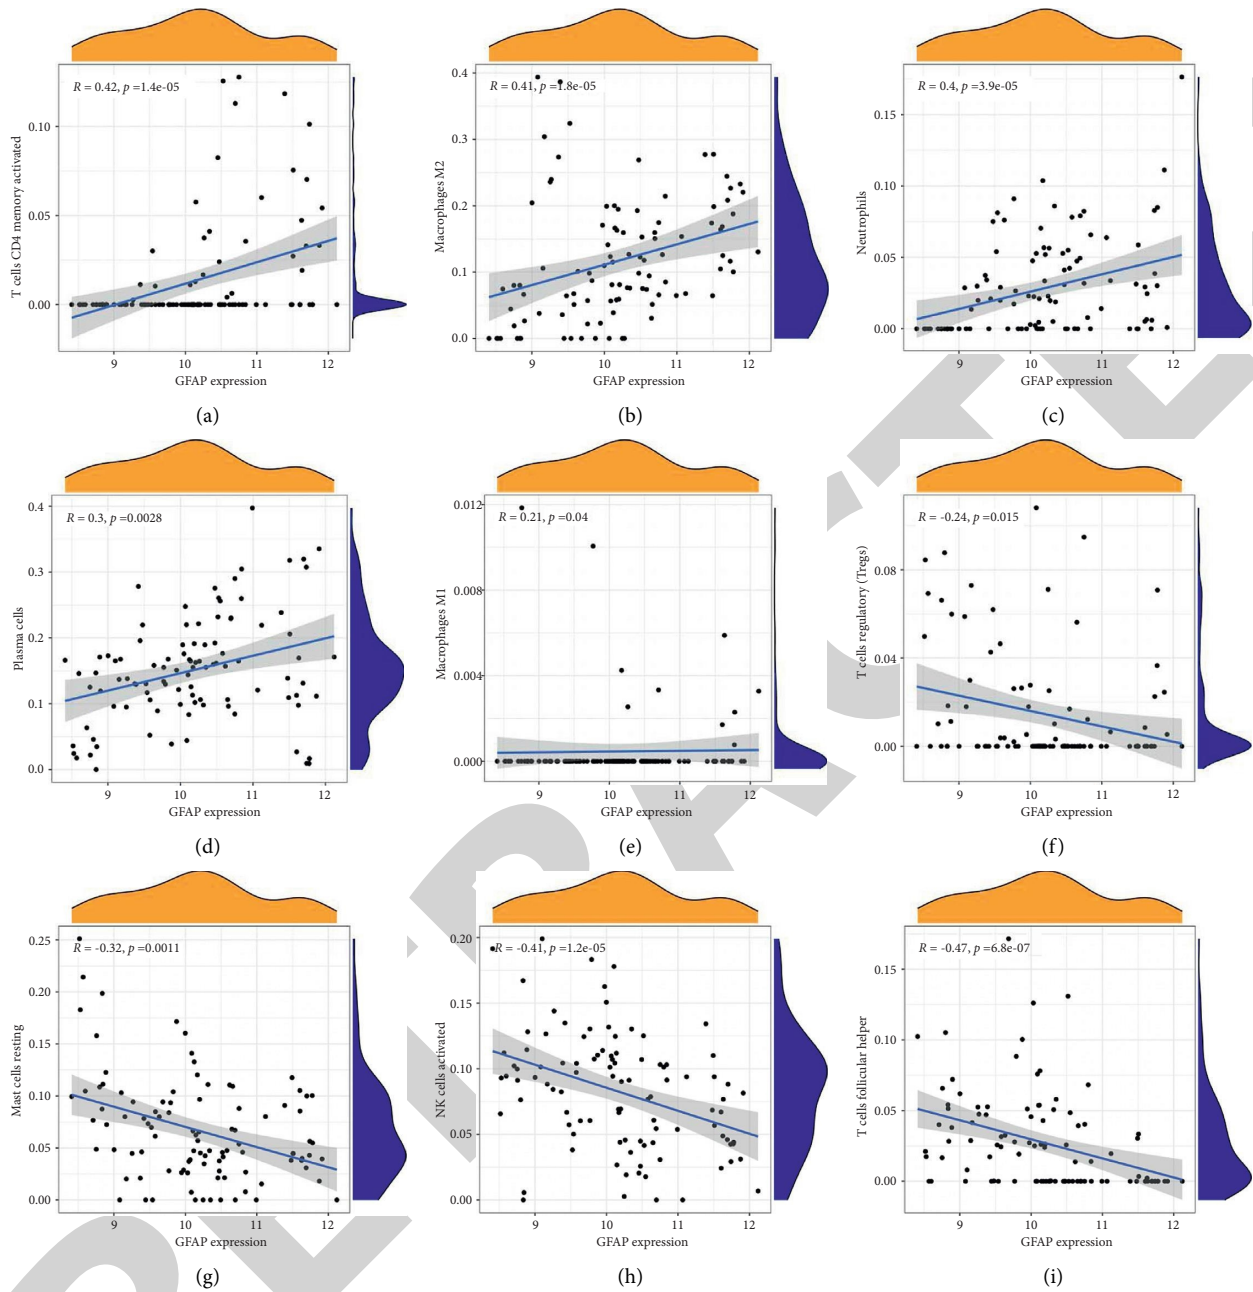 R = 0.42, p =1.4e-05
T cells CD4 memory activated
0.10
0.05
0.00
9 10 11 12
GFAP expression
(a)
R = 0.41, p =1.8e-05
Macrophages M2
0.4
0.3
0.2
0.1
0.0
9 10 11 12
GFAP expression
(b)
R = 0.4, p =3.9e-05
Neutrophils
0.15
0.10
0.05
0.00
9 10 11 12
GFAP expression
(c)
R = 0.3, p =0.0028
Plasma cells
0.4
0.3
0.2
0.1
0.0
9 10 11 12
GFAP expression
(d)
R = 0.21, p =0.04
Macrophages M1
0.012
0.008
0.004
0.000
9 10 11 12
GFAP expression
(e)
R = -0.24, p =0.015
T cells regulatory (Tregs)
0.08
0.04
0.00
9 10 11 12
GFAP expression
(f)
R = -0.32, p =0.0011
Mast cells resting
0.25
0.20
0.15
0.10
0.05
0.00
9 10 11 12
GFAP expression
(g)
R = -0.41, p =1.2e-05
NK cells activated
0.20
0.15
0.10
0.05
0.00
9 10 11 12
GFAP expression
(h)
R = -0.47, p =6.8e-07
T cells follicular helper
0.15
0.10
0.05
0.00
9 10 11 12
GFAP expression
(i)